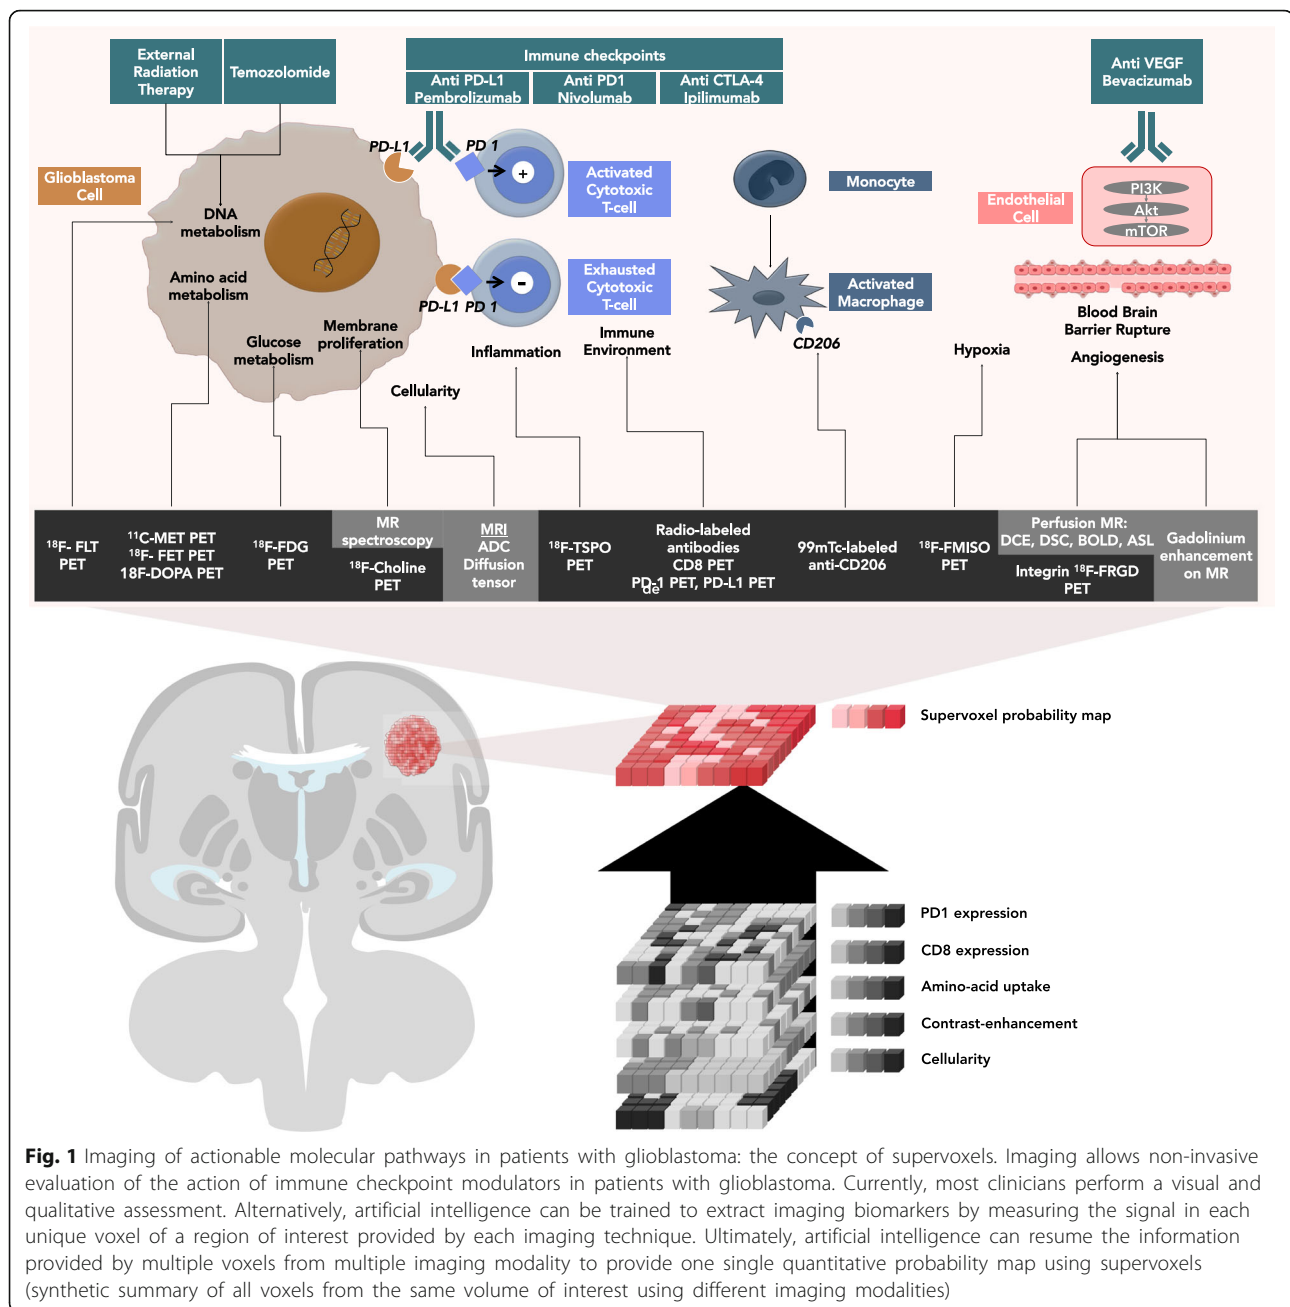 External
Radiation
Therapy
Temozolomide
Immune checkpoints
Anti PD-L1
Pembrolizumab
Anti PD1
Nivolumab
Anti CTLA-4
Ipilimumab
Anti VEGF
Bevacizumab
Glioblastoma
Cell
PD-L1
PD 1
+
Activated
Cytotoxic
T-cell
Monocyte
Endothelial
Cell
PI3K
Akt
mTOR
DNA
metabolism
Amino acid
metabolism
Glucose
metabolism
Membrane
proliferation
PD-L1
PD 1
-
Exhausted
Cytotoxic
T-cell
Activated
Macrophage
CD206
Blood Brain
Barrier Rupture
Cellularity
Inflammation
Immune
Environment
Hypoxia
Angiogenesis
18F- FLT
PET
11C-MET PET
18F- FET PET
18F-DOPA PET
18F-FDG
PET
MR
spectroscopy
18F-Choline
PET
MRI
ADC
Diffusion
tensor
18F-TSPO
PET
Radio-labeled
antibodies
CD8 PET
PD-1 PET, PD-L1 PET
de
99mTc-labeled
anti-CD206
18F-FMISO
PET
Perfusion MR:
DCE, DSC, BOLD, ASL
Integrin 18F-FRGD
PET
Gadolinium
enhancement
on MR
Supervoxel probability map
PD1 expression
CD8 expression
Amino-acid uptake
Contrast-enhancement
Cellularity
Fig. 1 Imaging of actionable molecular pathways in patients with glioblastoma: the concept of supervoxels. Imaging allows non-invasive
evaluation of the action of immune checkpoint modulators in patients with glioblastoma. Currently, most clinicians perform a visual and
qualitative assessment. Alternatively, artificial intelligence can be trained to extract imaging biomarkers by measuring the signal in each
unique voxel of a region of interest provided by each imaging technique. Ultimately, artificial intelligence can resume the information
provided by multiple voxels from multiple imaging modality to provide one single quantitative probability map using supervoxels
(synthetic summary of all voxels from the same volume of interest using different imaging modalities)